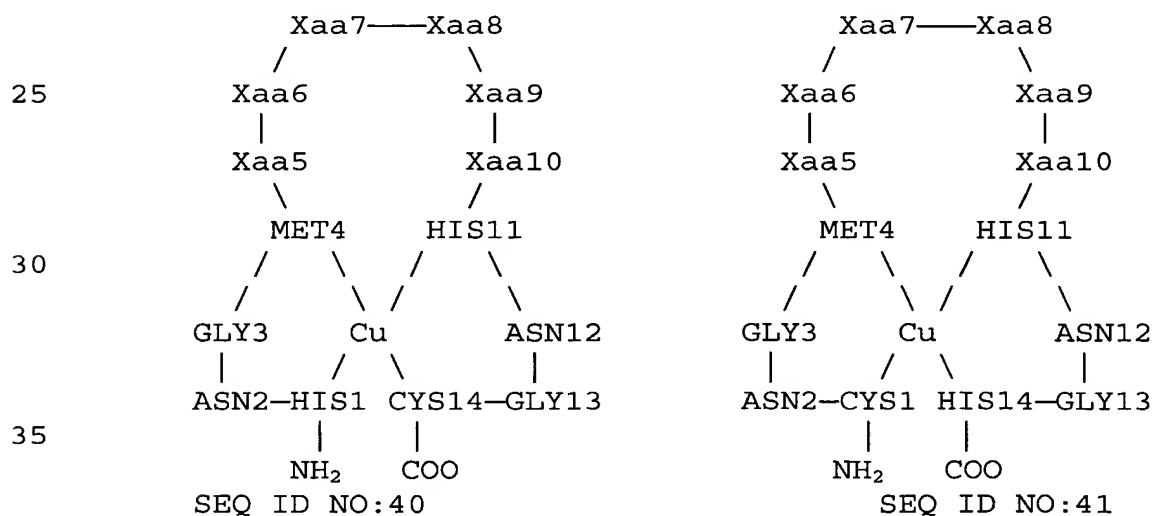 Xaa7 Xaa8 Xaa7 Xaa8
25 Xaa6 Xaa9 Xaa6 Xaa9
Xaa5 Xaa10 Xaa5 Xaa10
MET4 HIS11 MET4 HIS11
30
GLY3 Cu ASN12 GLY3 Cu ASN12
ASN2—HIS1 CYS14—GLY13 ASN2—CYS1 HIS14—GLY13
35
NH₂ COO NH₂ COO
SEQ ID NO:40 SEQ ID NO:41